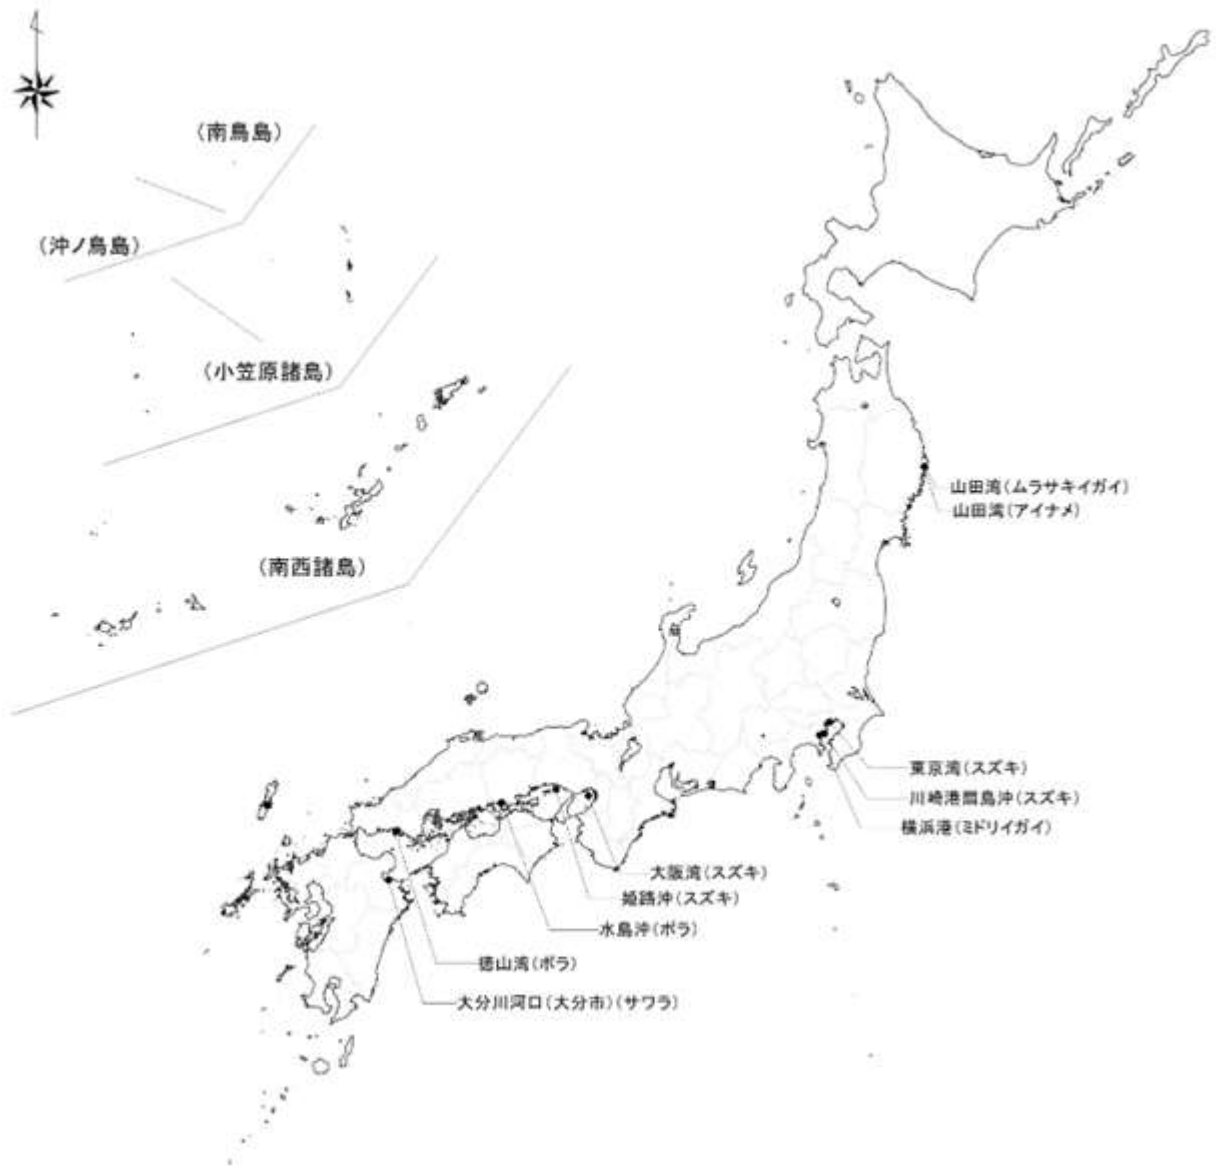 (南鳥島)
(沖ノ鳥島)
(小笠原諸島)
(南西諸島)
山田湾(ムラサキイガイ)
山田湾(アイナメ)
東京湾(スズキ)
川崎港扇島沖(スズキ)
横浜港(ミドリイガイ)
大阪湾(スズキ)
姫路沖(スズキ)
水島沖(ボラ)
徳山湾(ボラ)
大分川河口(大分市)(サワラ)